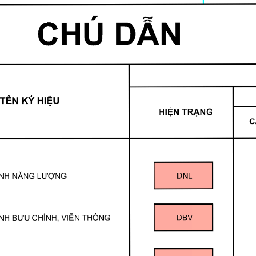 CHÚ DẪN
TÊN KÝ HIỆU
HIỆN TRẠNG
NH NĂNG LƯỢNG
DNL
NH BƯU CHÍNH, VIỄN THÔNG
DBV